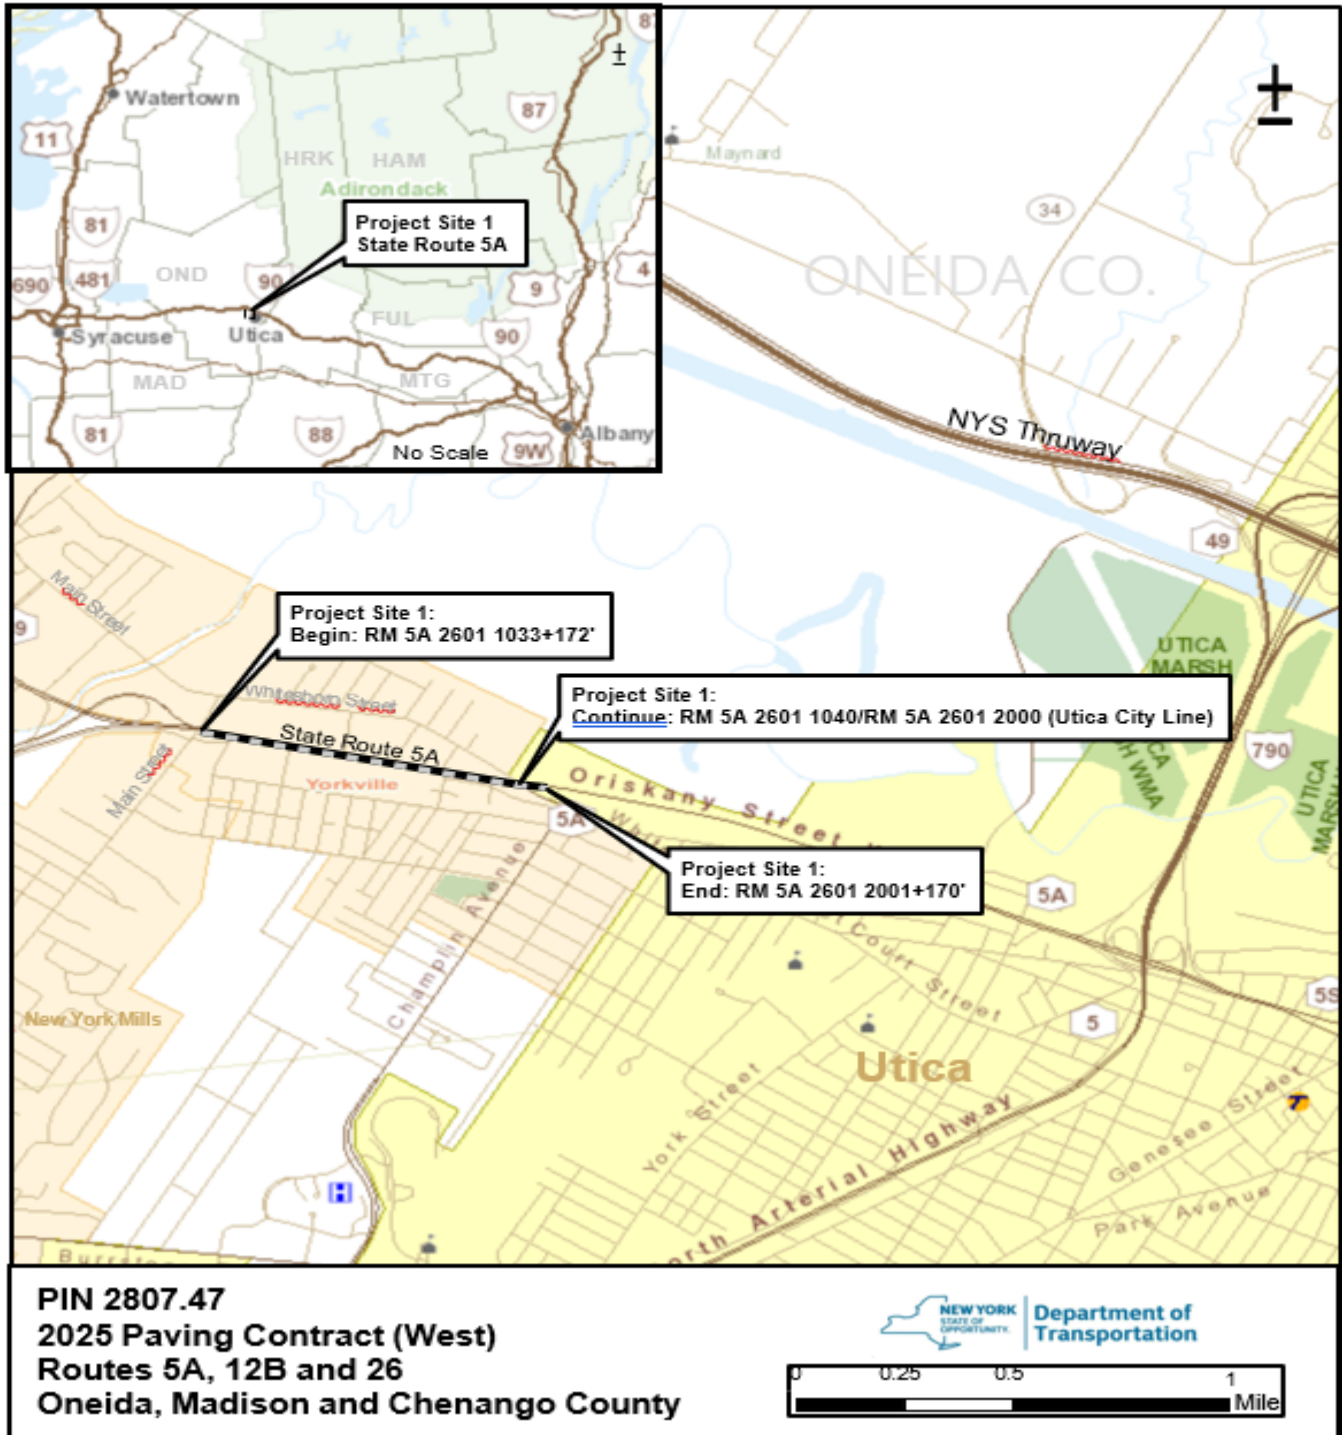 Watertown
87
87
11
HRK
HAM
Adirondack
Project Site 1
State Route 5A
81
OND
690
481
90
9
4
Syracuse
Utica
FUL
90
MAD
MTG
81
88
No Scale
9W
Albany
Maynard
34
ONEIDA CO.
NYS Thruway
49
Main Street
9
Project Site 1:
Begin: RM 5A 2601 1033+172'
UTICA
MARSH
Whitesboro Street
Project Site 1:
Continue: RM 5A 2601 1040/RM 5A 2601 2000 (Utica City Line)
State Route 5A
Main Street
Yorkville
Oriskany Street
790
H WMA
UTICA
5A
Project Site 1:
End: RM 5A 2601 2001+170'
5A
Champlin Avenue
Court Street
New York Mills
5S
5
Utica
York Street
Genesee Street
H
orth Arterial Highway
Park Avenue
PIN 2807.47
2025 Paving Contract (West)
Routes 5A, 12B and 26
Oneida, Madison and Chenango County
NEW YORK
STATE OF
OPPORTUNITY.
Department of
Transportation
0 0.25 0.5 1
Mile